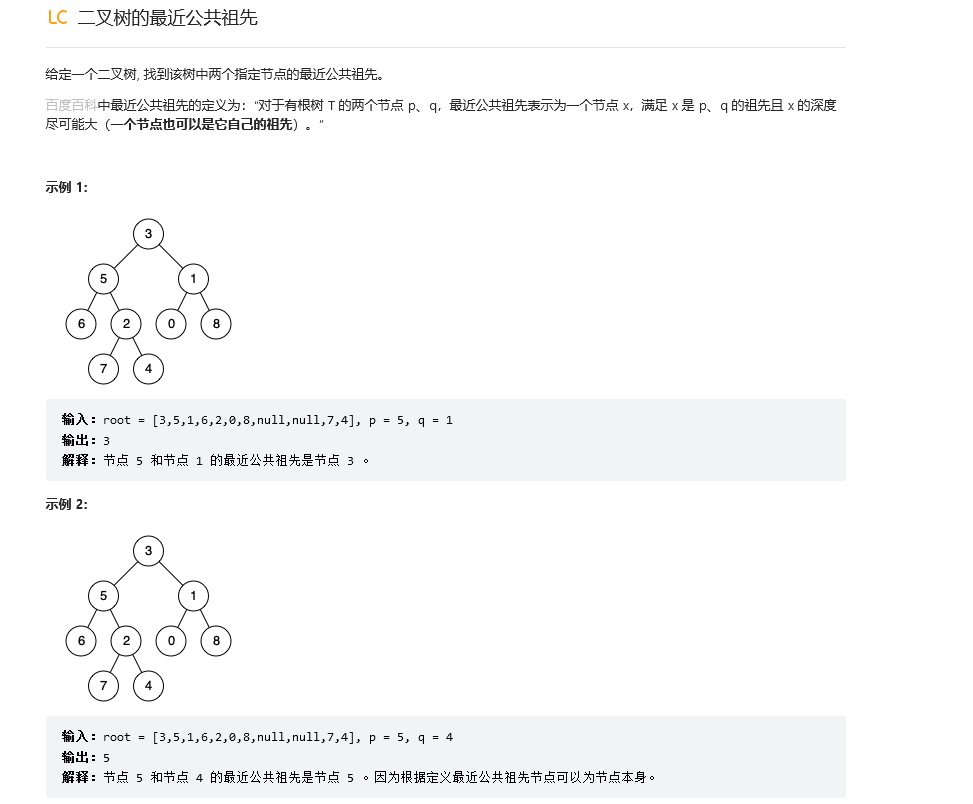 LC 二叉树的最近公共祖先
给定一个二叉树, 找到该树中两个指定节点的最近公共祖先。
百度百科中最近公共祖先的定义为：“对于有根树 T 的两个节点 p、q，最近公共祖先表示为一个节点 x，满足 x 是 p、q 的祖先且 x 的深度
尽可能大（一个节点也可以是它自己的祖先）。”
示例 1:
3
5 1
6 2 0 8
7 4
输入：root = [3,5,1,6,2,0,8,null,null,7,4], p = 5, q = 1
输出：3
解释：节点 5 和节点 1 的最近公共祖先是节点 3 。
示例 2:
3
5 1
6 2 0 8
7 4
输入：root = [3,5,1,6,2,0,8,null,null,7,4], p = 5, q = 4
输出：5
解释：节点 5 和节点 4 的最近公共祖先是节点 5 。因为根据定义最近公共祖先节点可以为节点本身。